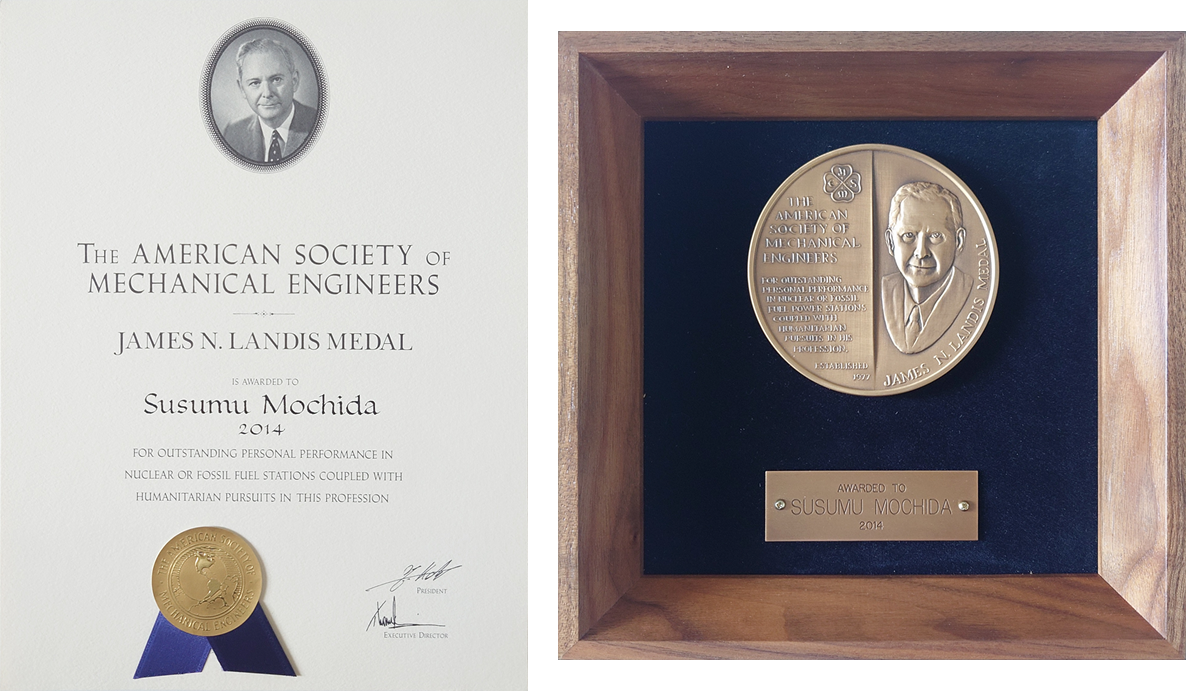 THE AMERICAN SOCIETY OF
MECHANICAL ENGINEERS
JAMES N. LANDIS MEDAL
IS AWARDED TO
Susumu Mochida
2014
FOR OUTSTANDING PERSONAL PERFORMANCE IN
NUCLEAR OR FOSSIL FUEL STATIONS COUPLED WITH
HUMANITARIAN PURSUITS IN THIS PROFESSION
THE AMERICAN SOCIETY OF
MECHANICAL ENGINEERS
PRESIDENT
EXECUTIVE DIRECTOR
THE
AMERICAN
SOCIETY OF
MECHANICAL
ENGINEERS
FOR OUTSTANDING
PERSONAL PERFORMANCE
IN NUCLEAR OR FOSSIL
FUEL POWER STATIONS
COUPLED WITH
HUMANITARIAN
PURSUITS IN HIS
PROFESSION.
ESTABLISHED
1977
JAMES N. LANDIS MEDAL
AWARDED TO
SUSUMU MOCHIDA
2014